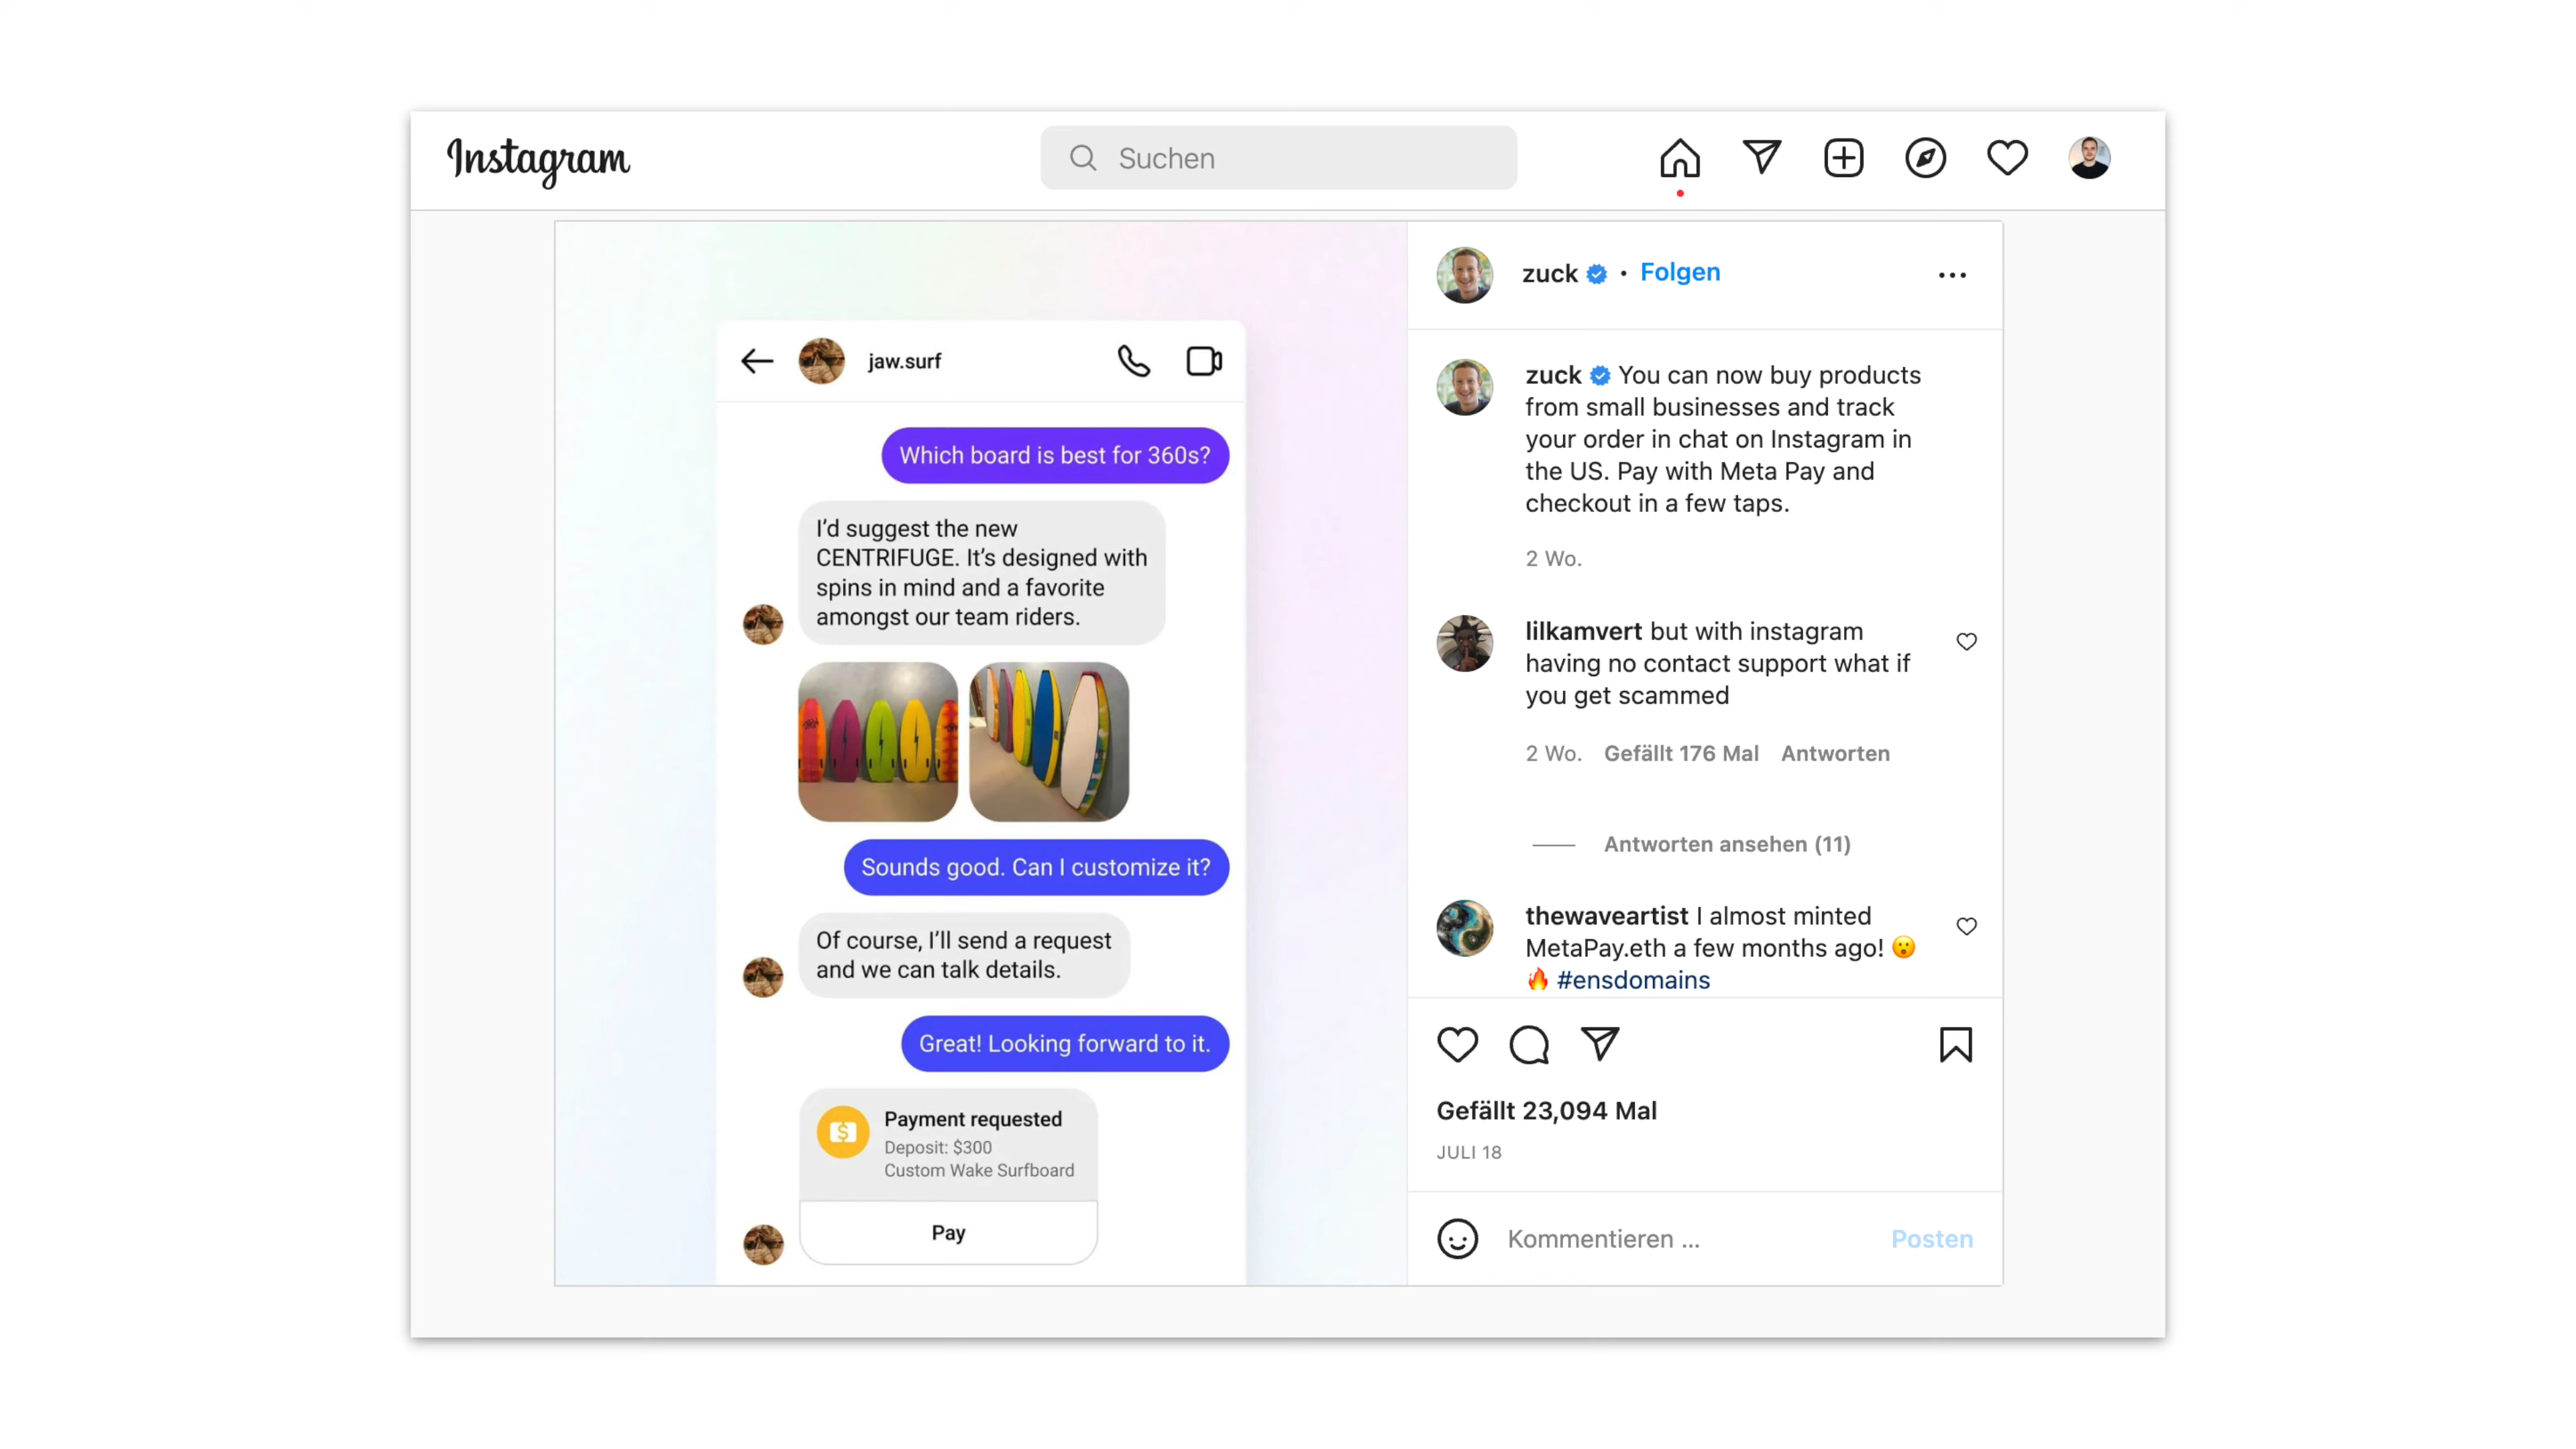 Instagram
Suchen
jaw.surf
Which board is best for 360s?
I'd suggest the new
CENTRIFUGE. It's designed with
spins in mind and a favorite
amongst our team riders.
Sounds good. Can I customize it?
Of course, I'll send a request
and we can talk details.
Great! Looking forward to it.
Payment requested
Deposit: $300
Custom Wake Surfboard
Pay
zuck • Folgen
zuck You can now buy products
from small businesses and track
your order in chat on Instagram in
the US. Pay with Meta Pay and
checkout in a few taps.
2 Wo.
lilkamvert but with instagram
having no contact support what if
you get scammed
2 Wo. Gefällt 176 Mal Antworten
Antworten ansehen (11)
thewaveartist I almost minted
MetaPay.eth a few months ago! 😮
🔥 #ensdomains
Gefällt 23,094 Mal
JULI 18
Kommentieren ... Posten